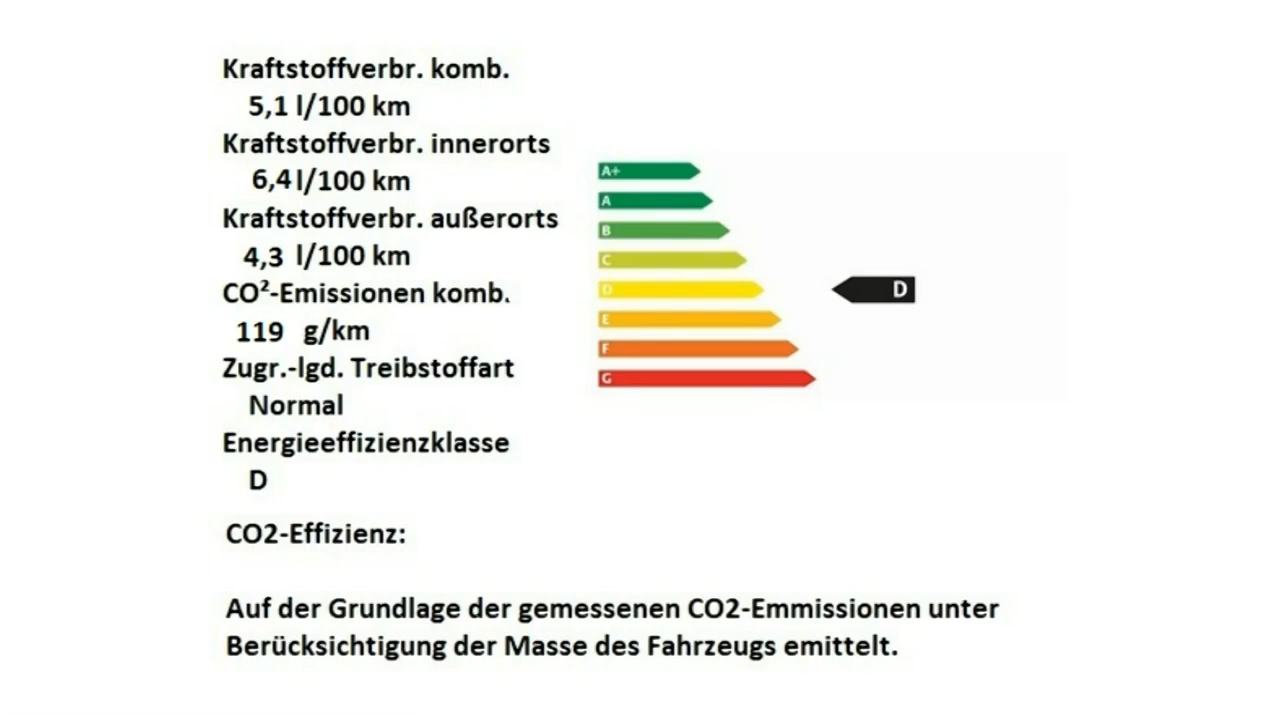 Kraftstoffverbr. komb.
5,1 l/100 km
Kraftstoffverbr. innerorts
6,4 l/100 km
Kraftstoffverbr. außerorts
4,3 l/100 km
CO²-Emissionen komb.
119 g/km
Zugr.-lgd. Treibstoffart
Normal
Energieeffizienzklasse
D
A+
A
B
C
D
D
E
F
G
CO2-Effizienz:
Auf der Grundlage der gemessenen CO2-Emmissionen unter
Berücksichtigung der Masse des Fahrzeugs emittelt.